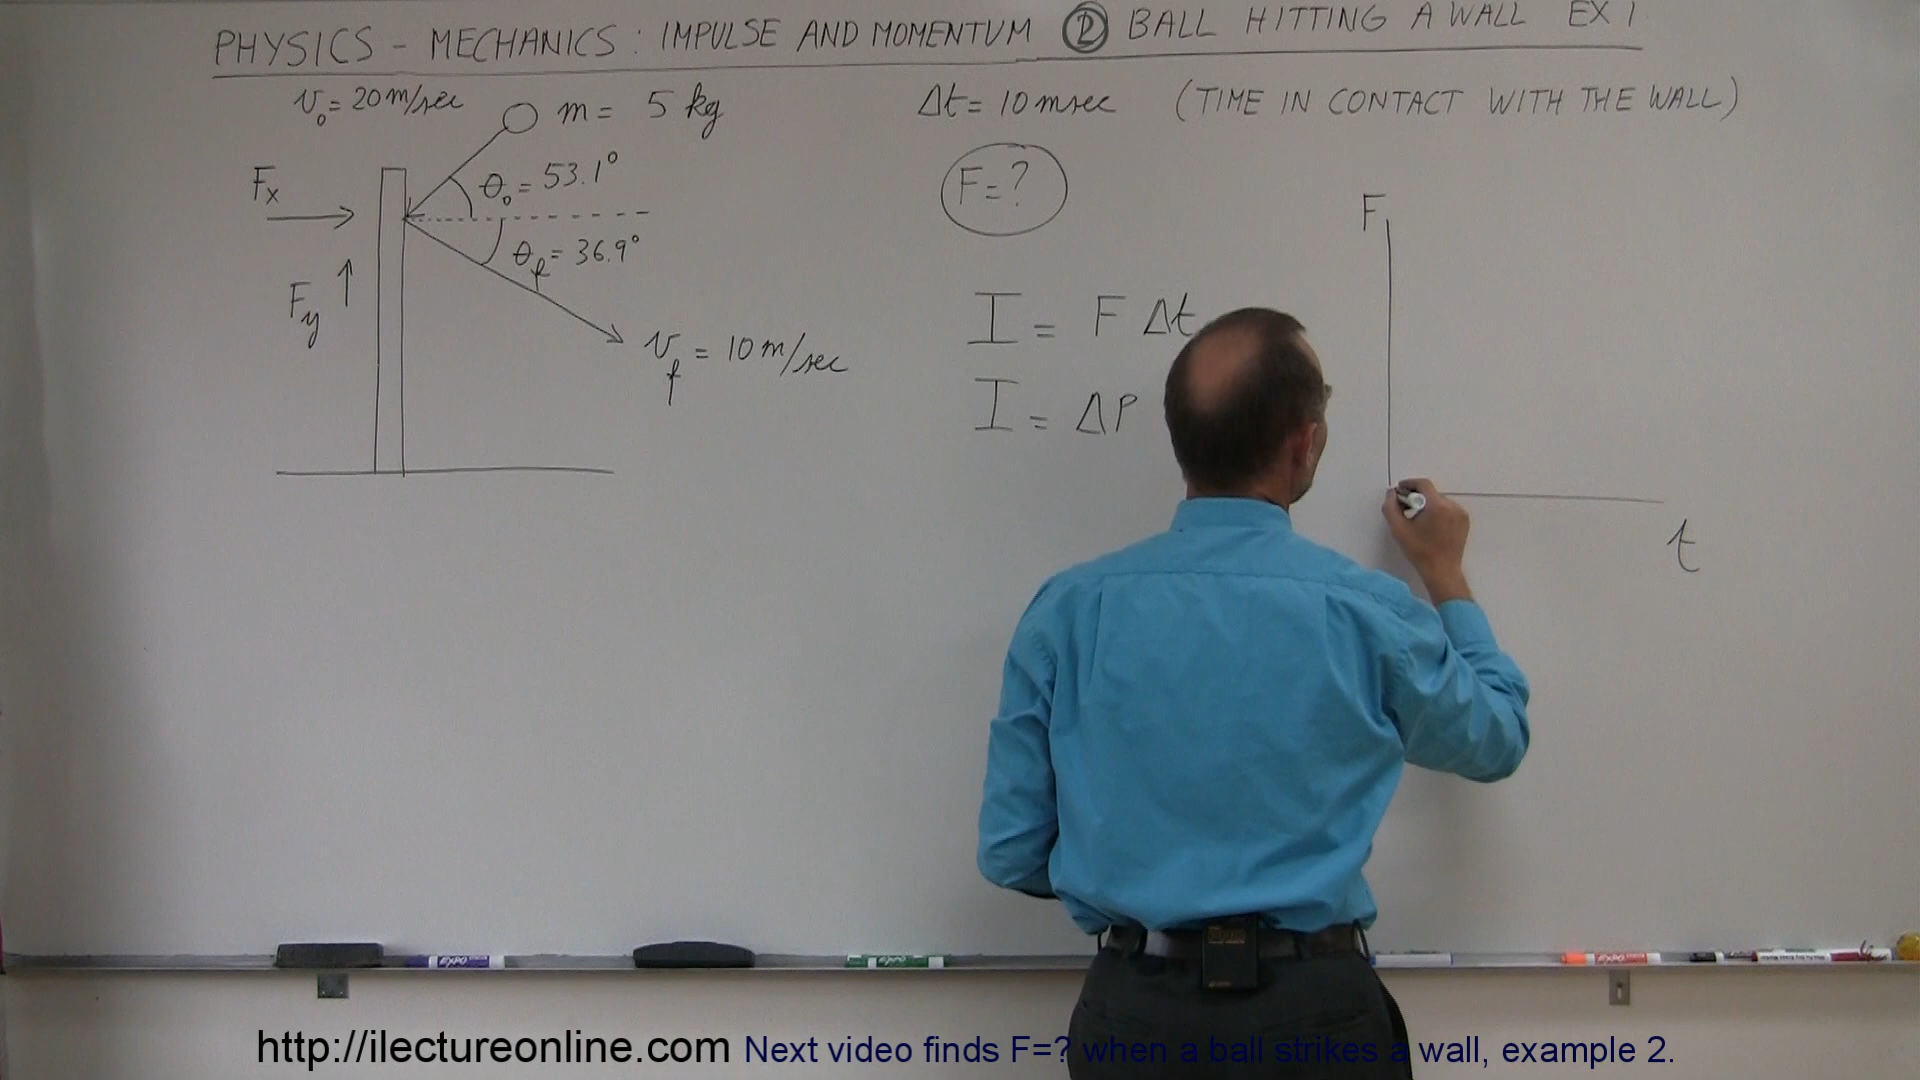 PHYSICS - MECHANICS: IMPULSE AND MOMENTUM ② BALL HITTING A WALL EX 1
v₀ = 20 m/sec
m = 5 kg
Δt = 10 msec (TIME IN CONTACT WITH THE WALL)
θ₀ = 53.1°
Fx
F = ?
F
θf = 36.9°
Fy
I = F Δt
vf = 10 m/sec
I = ΔP
t
EXPO
EXPO
http://ilectureonline.com Next video finds F=? when a ball strikes a wall, example 2.